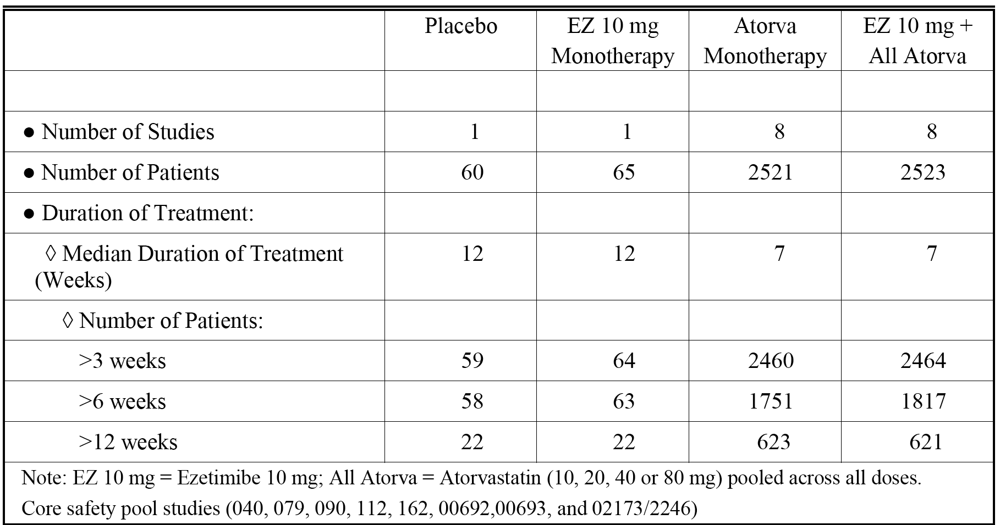 Placebo EZ 10 mg Monotherapy Atorva Monotherapy EZ 10 mg + All Atorva
● Number of Studies 1 1 8 8
● Number of Patients 60 65 2521 2523
● Duration of Treatment:
◊ Median Duration of Treatment (Weeks) 12 12 7 7
◊ Number of Patients:
>3 weeks 59 64 2460 2464
>6 weeks 58 63 1751 1817
>12 weeks 22 22 623 621
Note: EZ 10 mg = Ezetimibe 10 mg; All Atorva = Atorvastatin (10, 20, 40 or 80 mg) pooled across all doses.
Core safety pool studies (040, 079, 090, 112, 162, 00692,00693, and 02173/2246)